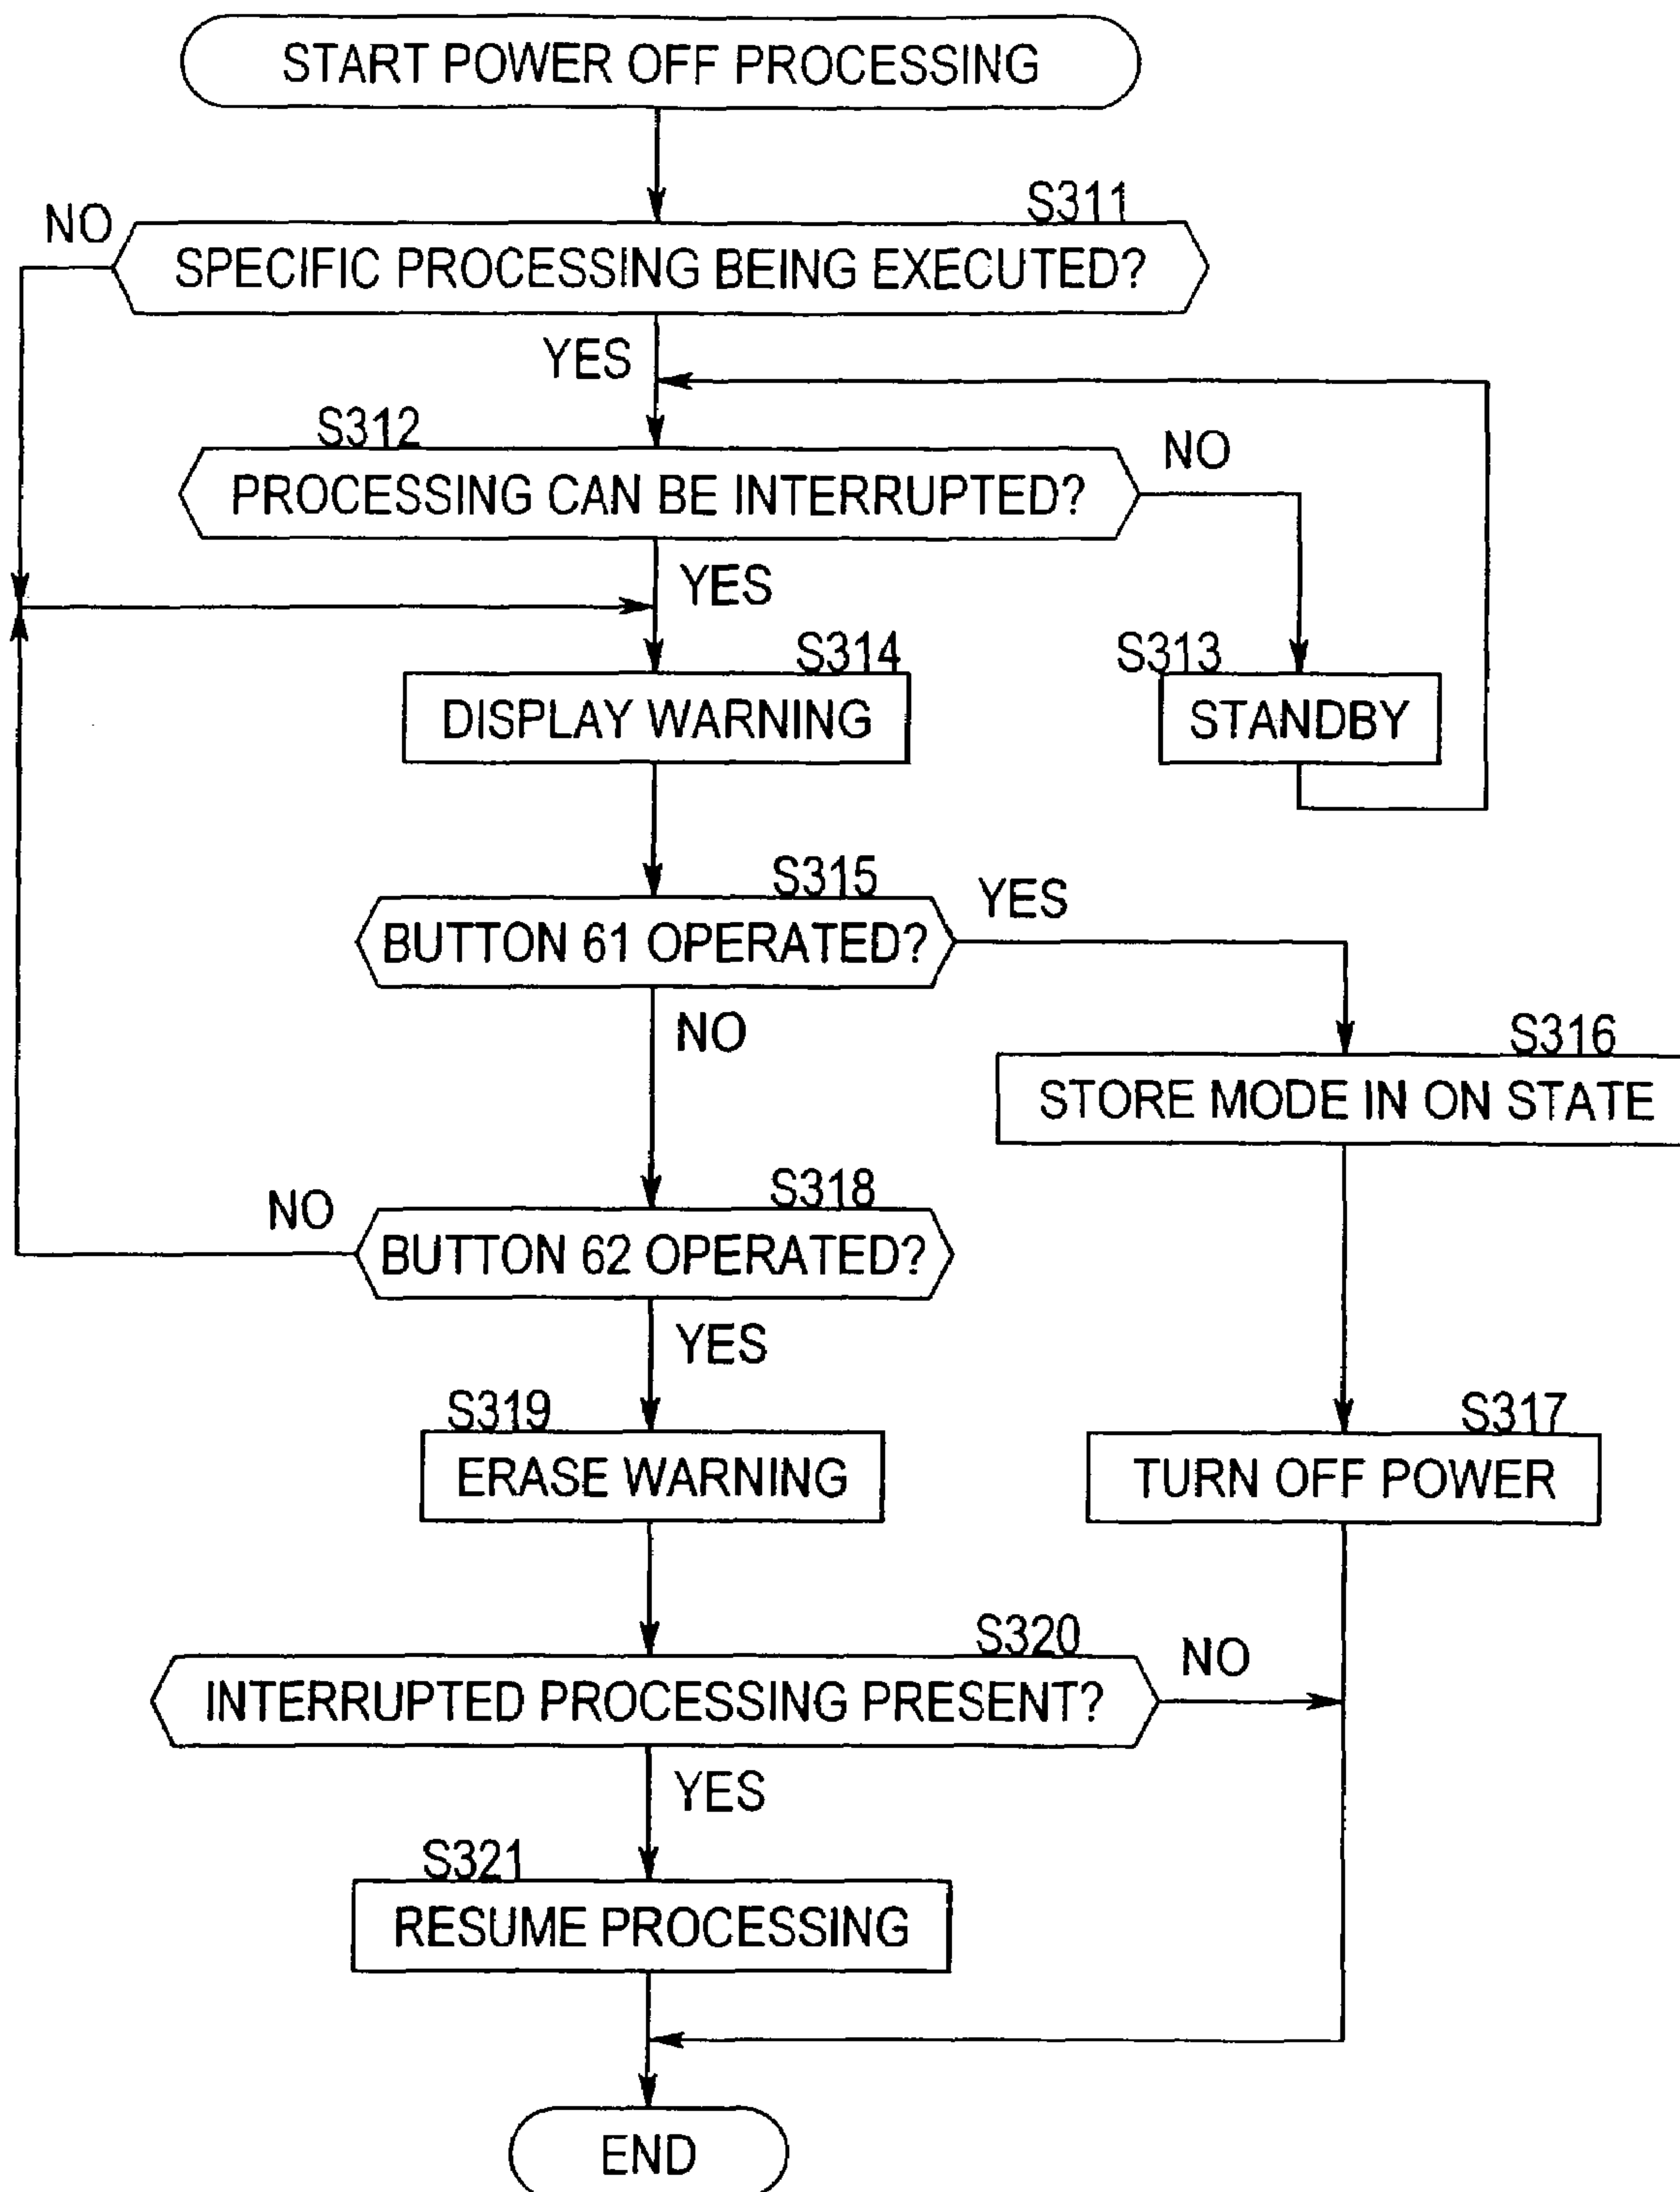 START POWER OFF PROCESSING
S311
NO
SPECIFIC PROCESSING BEING EXECUTED?
YES
S312
NO
PROCESSING CAN BE INTERRUPTED?
YES
S314
S313
DISPLAY WARNING
STANDBY
S315
YES
BUTTON 61 OPERATED?
NO
S316
STORE MODE IN ON STATE
S318
NO
BUTTON 62 OPERATED?
YES
S319
S317
ERASE WARNING
TURN OFF POWER
S320
NO
INTERRUPTED PROCESSING PRESENT?
YES
S321
RESUME PROCESSING
END